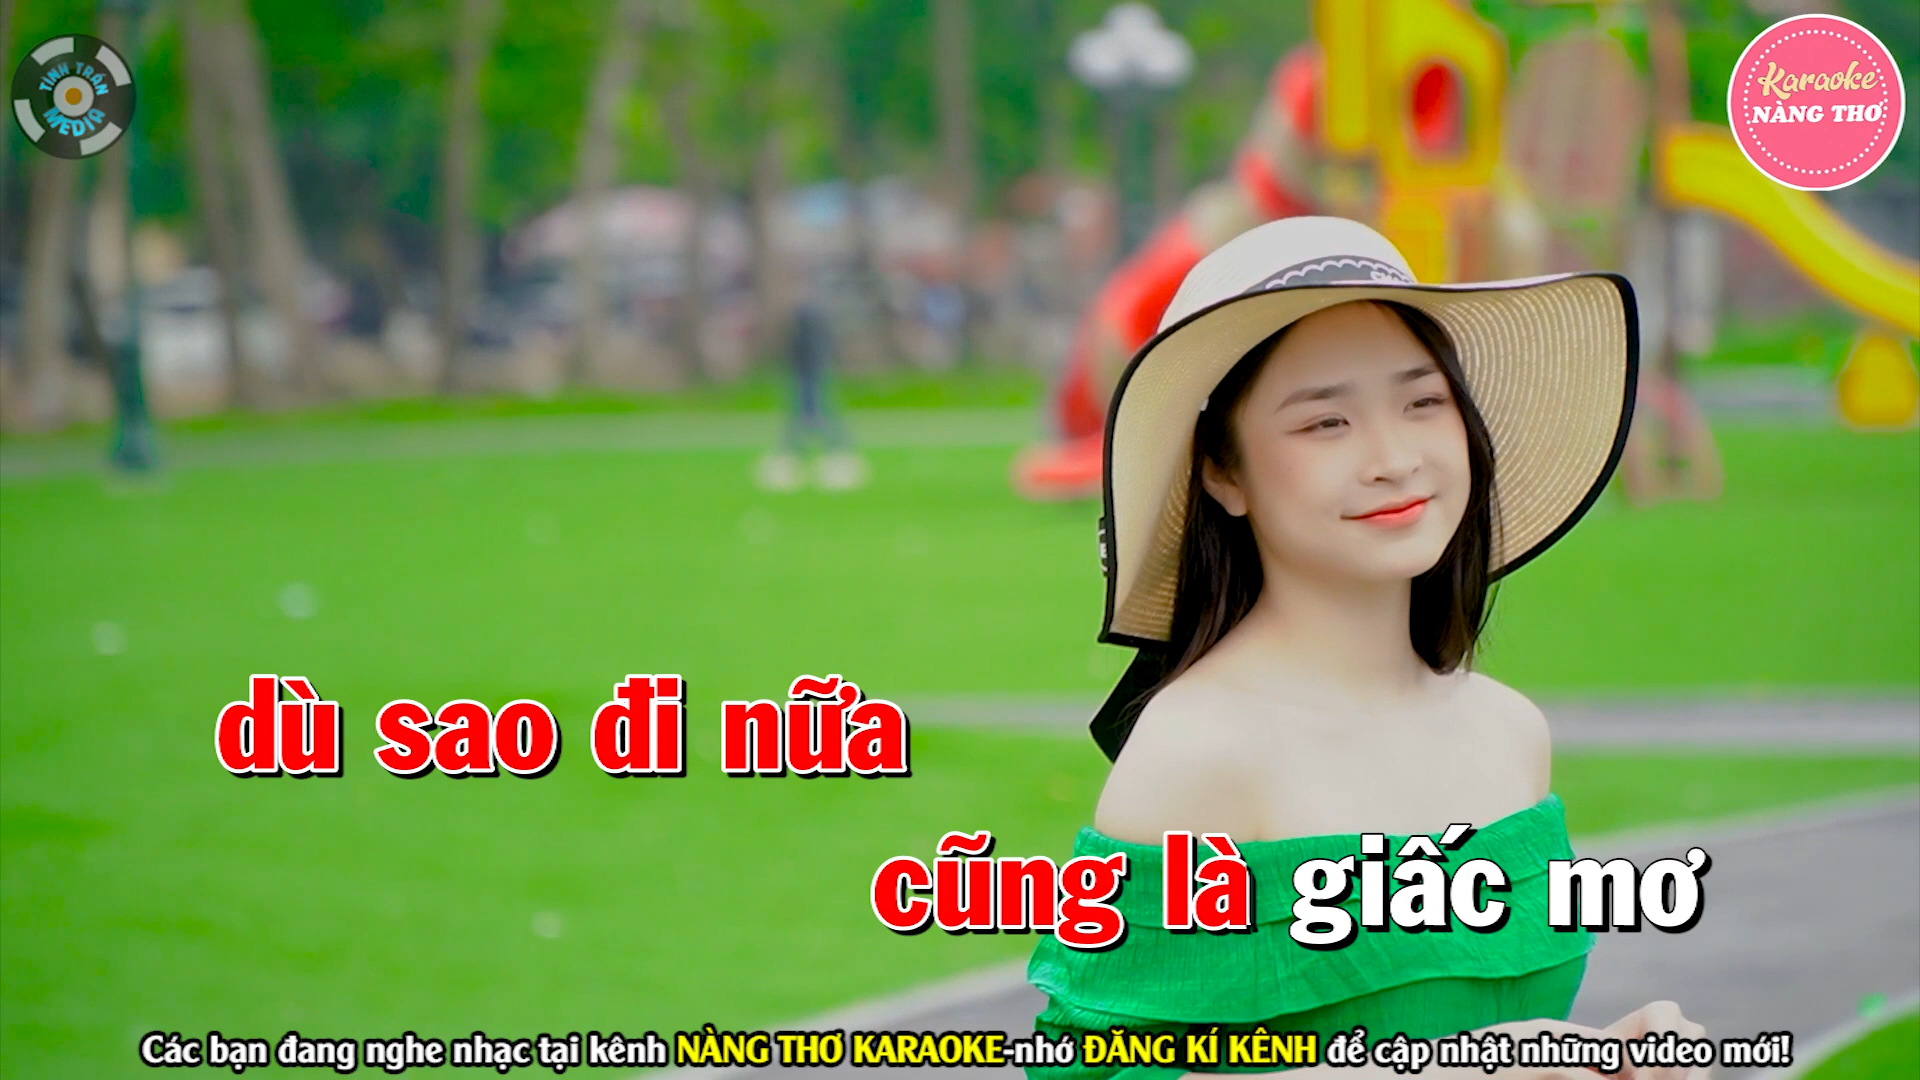 TÌNH TRẦN
MEDIA
Karaoke
NÀNG THƠ
dù sao đi nữa
cũng là giấc mơ
Các bạn đang nghe nhạc tại kênh NÀNG THƠ KARAOKE-nhớ ĐĂNG KÍ KÊNH để cập nhật những video mới!